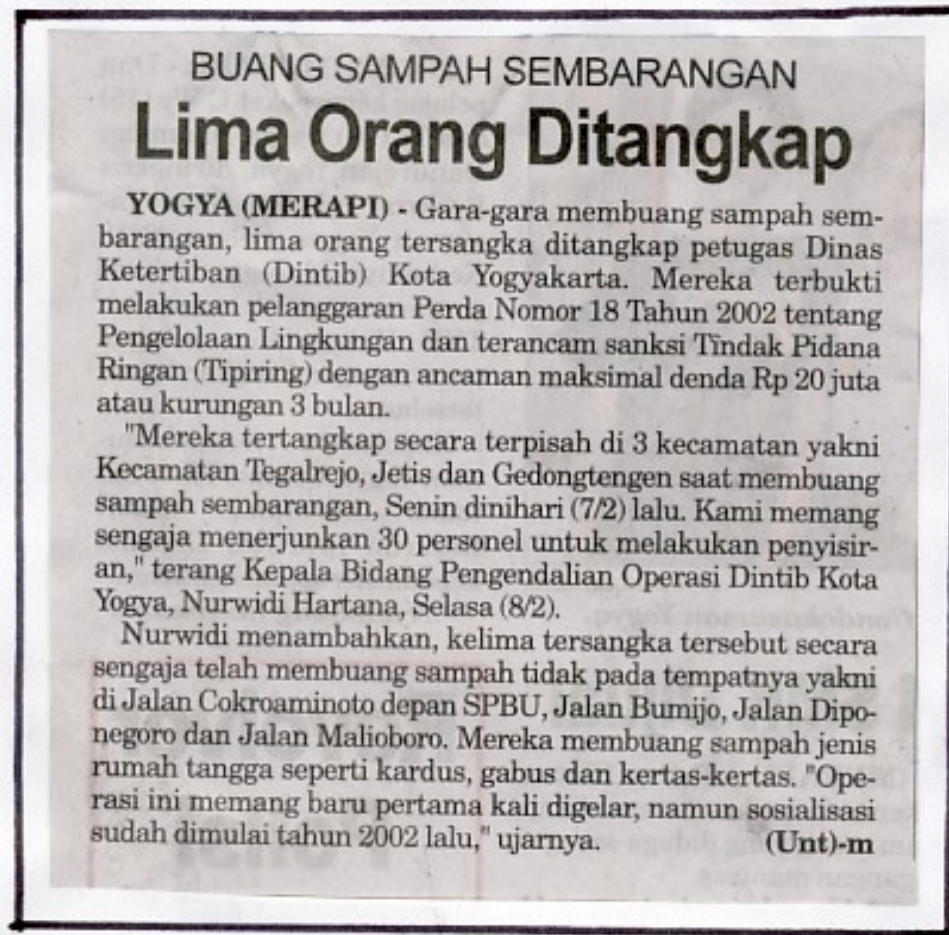 BUANG SAMPAH SEMBARANGAN
Lima Orang Ditangkap
YOGYA (MERAPI) - Gara-gara membuang sampah sem-
barangan, lima orang tersangka ditangkap petugas Dinas
Ketertiban (Dintib) Kota Yogyakarta. Mereka terbukti
melakukan pelanggaran Perda Nomor 18 Tahun 2002 tentang
Pengelolaan Lingkungan dan terancam sanksi Tindak Pidana
Ringan (Tipiring) dengan ancaman maksimal denda Rp 20 juta
atau kurungan 3 bulan.
"Mereka tertangkap secara terpisah di 3 kecamatan yakni
Kecamatan Tegalrejo, Jetis dan Gedongtengen saat membuang
sampah sembarangan, Senin dinihari (7/2) lalu. Kami memang
sengaja menerjunkan 30 personel untuk melakukan penyisir-
an," terang Kepala Bidang Pengendalian Operasi Dintib Kota
Yogya, Nurwidi Hartana, Selasa (8/2).
Nurwidi menambahkan, kelima tersangka tersebut secara
sengaja telah membuang sampah tidak pada tempatnya yakni
di Jalan Cokroaminoto depan SPBU, Jalan Bumijo, Jalan Dipo-
negoro dan Jalan Malioboro. Mereka membuang sampah jenis
rumah tangga seperti kardus, gabus dan kertas-kertas. "Ope-
rasi ini memang baru pertama kali digelar, namun sosialisasi
sudah dimulai tahun 2002 lalu," ujarnya. (Unt)-m